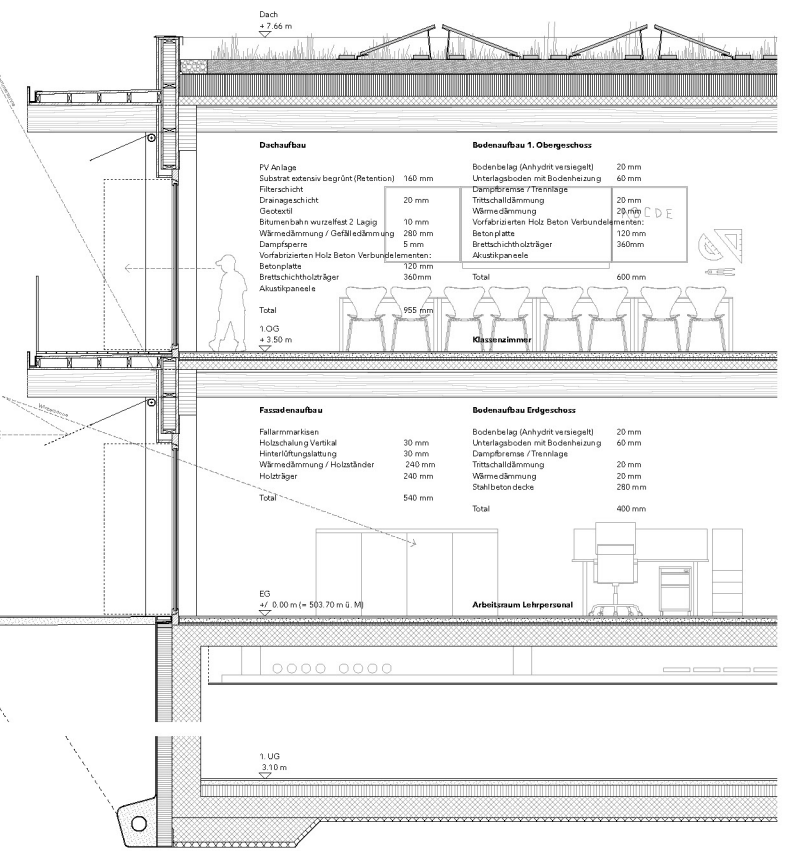 Dach
+ 7.66 m
Dachaufbau
PV Anlage
Substrat extensiv begrünt (Retention) 160 mm
Filterschicht
Drainageschicht 20 mm
Geotextil
Bitumenbahn wurzelfest 2 Lagig 10 mm
Wärmedämmung / Gefälledämmung 280 mm
Dampfsperre 5 mm
Vorfabrizierten Holz Beton Verbundelementen:
Betonplatte 120 mm
Brettschichtholzträger 360mm
Akustikpaneele
Total 955 mm
Bodenaufbau 1. Obergeschoss
Bodenbelag (Anhydrit versiegelt) 20 mm
Unterlagsboden mit Bodenheizung 60 mm
Dampfbremse / Trennlage
Trittschalldämmung 20 mm
Wärmedämmung 20 mm
Vorfabrizierten Holz Beton Verbundelementen:
Betonplatte 120 mm
Brettschichtholzträger 360mm
Akustikpaneele
Total 600 mm
1.OG
+ 3.50 m
Klassenzimmer
Fassadenaufbau
Fallarmmarkisen
Holzschalung Vertikal 30 mm
Hinterlüftungslattung 30 mm
Wärmedämmung / Holzständer 240 mm
Holzträger 240 mm
Total 540 mm
Bodenaufbau Erdgeschoss
Bodenbelag (Anhydrit versiegelt) 20 mm
Unterlagsboden mit Bodenheizung 60 mm
Dampfbremse / Trennlage
Trittschalldämmung 20 mm
Wärmedämmung 20 mm
Stahlbetondecke 280 mm
Total 400 mm
EG
+/ 0.00 m (= 503.70 m ü. M)
Arbeitsraum Lehrpersonal
1. UG
3.10 m